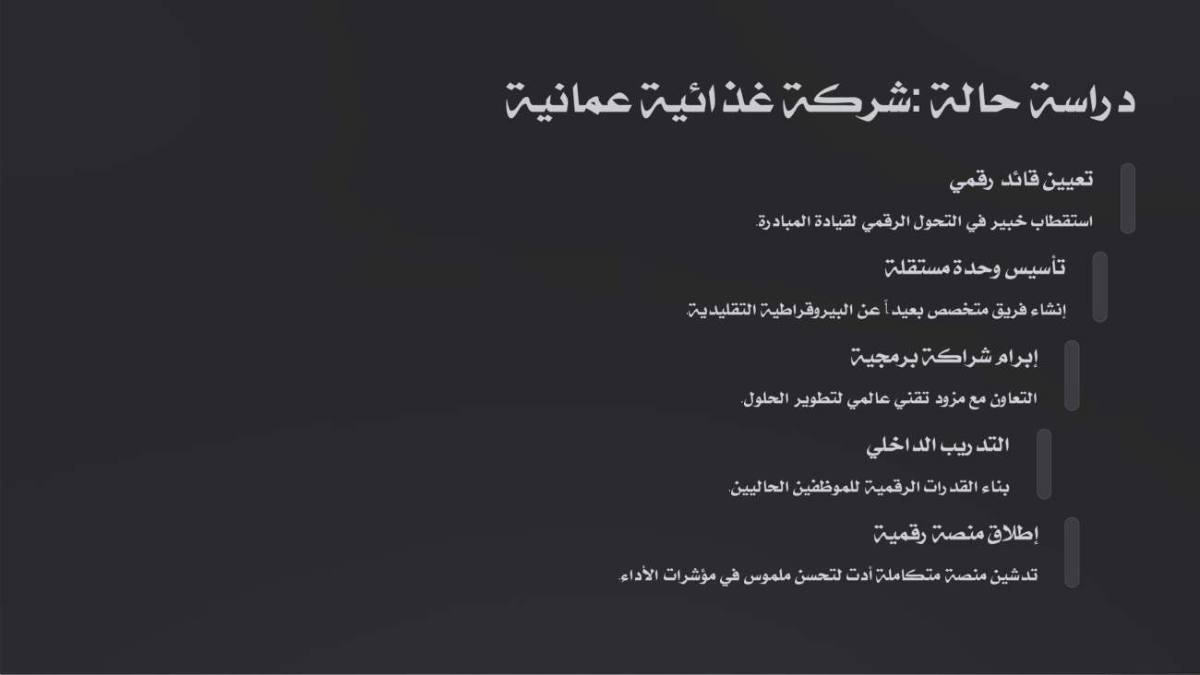 دراسة حالة :شركة غذائية عمانية
تعيين قائد رقمي
استقطاب خبير في التحول الرقمي لقيادة المبادرة.
تأسيس وحدة مستقلة
إنشاء فريق متخصص بعيداً عن البيروقراطية التقليدية.
إبرام شراكة برمجية
التعاون مع مزود تقني عالمي لتطوير الحلول.
التدريب الداخلي
بناء القدرات الرقمية للموظفين الحاليين.
إطلاق منصة رقمية
تدشين منصة متكاملة أدت لتحسن ملموس في مؤشرات الأداء.